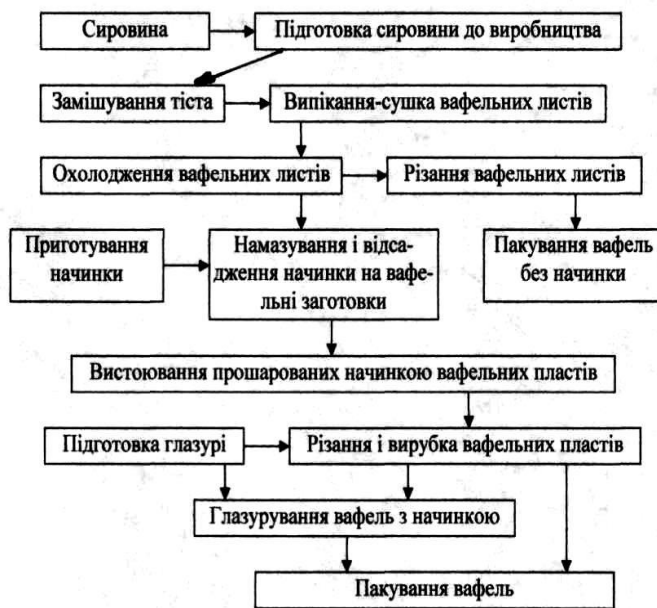 Сировина
Підготовка сировини до виробництва
Замішування тіста
Випікання-сушка вафельних листів
Охолодження вафельних листів
Різання вафельних листів
Приготування
начинки
Намазування і відса-
дження начинки на вафе-
льні заготовки
Пакування вафель
без начинки
Вистоювання прошарованих начинкою вафельних пластів
Підготовка глазурі
Різання і вирубка вафельних пластів
Глазурування вафель з начинкою
Пакування вафель